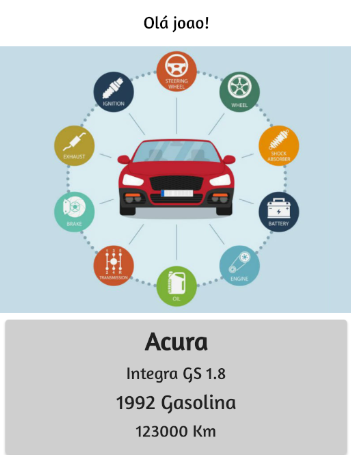 Olá joao!
STEERING
WHEEL
IGNITION
WHEEL
EXHAUST
SHOCK
ABSORBER
BRAKE
BATTERY
TRANSMISSION
ENGINE
OIL
Acura
Integra GS 1.8
1992 Gasolina
123000 Km